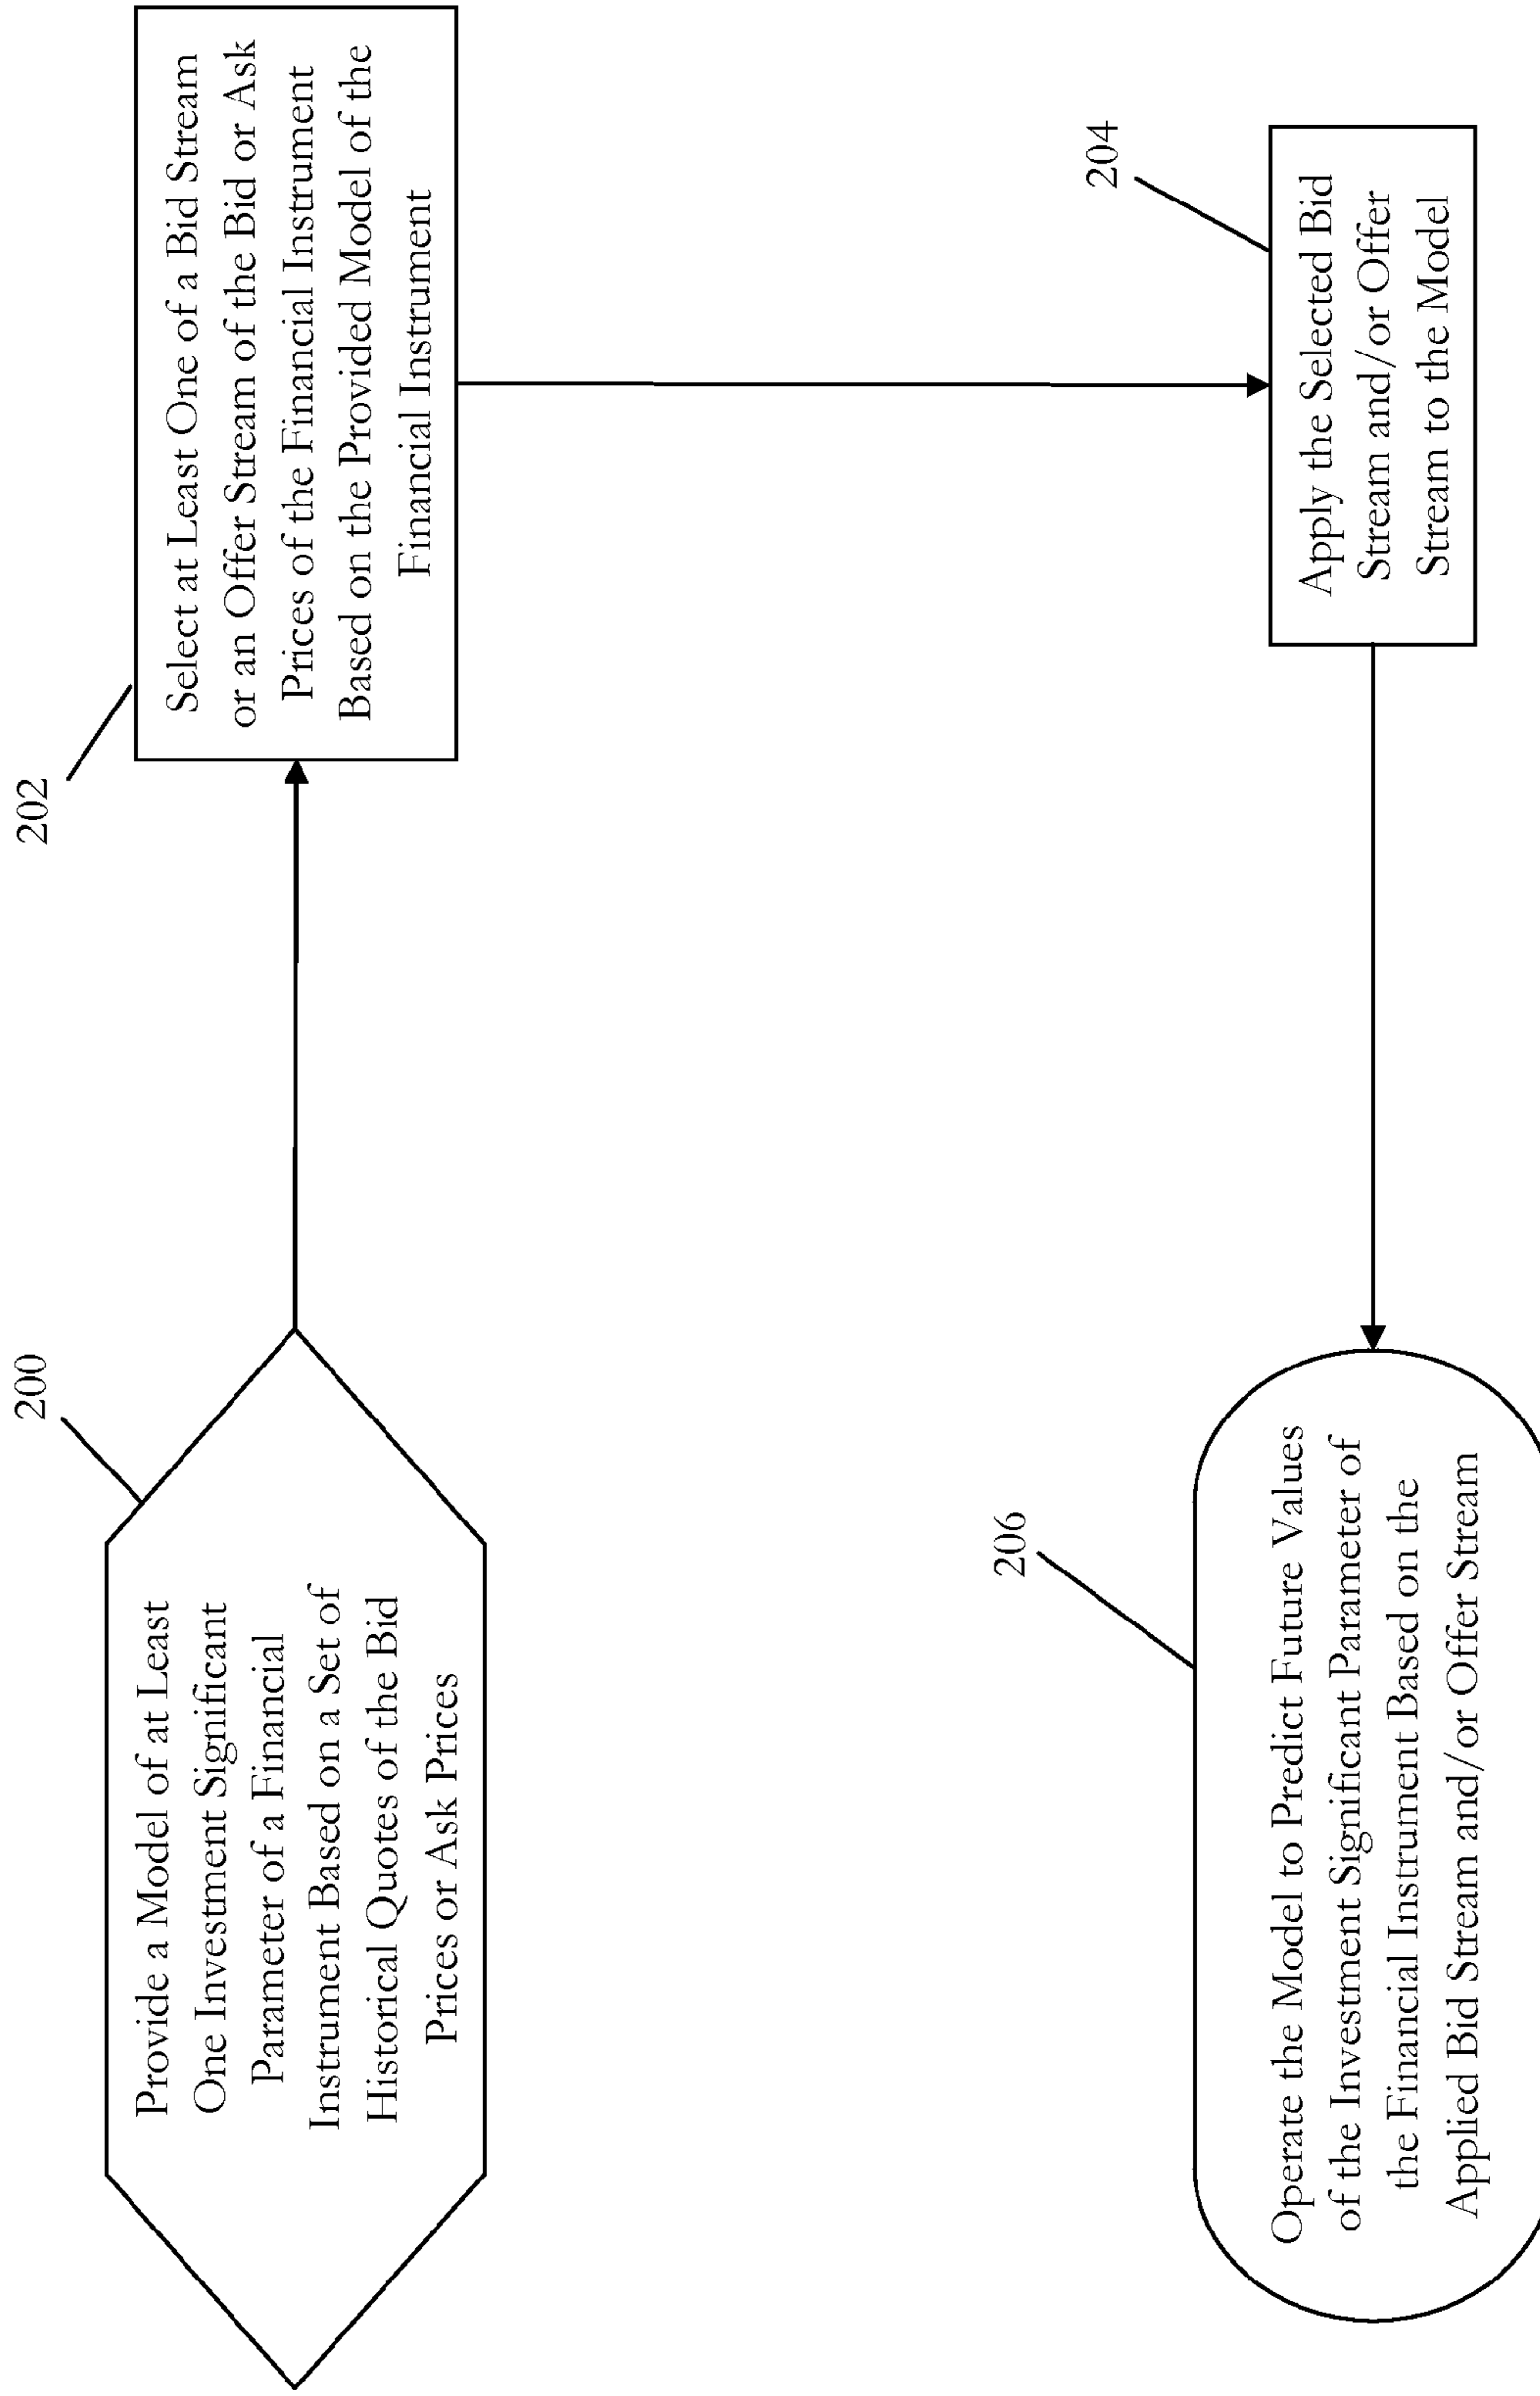 200
Provide a Model of at Least
One Investment Significant
Parameter of a Financial
Instrument Based on a Set of
Historical Quotes of the Bid
Prices or Ask Prices
202
Select at Least One of a Bid Stream
or an Offer Stream of the Bid or Ask
Prices of the Financial Instrument
Based on the Provided Model of the
Financial Instrument
204
Apply the Selected Bid
Stream and/or Offer
Stream to the Model
206
Operate the Model to Predict Future Values
of the Investment Significant Parameter of
the Financial Instrument Based on the
Applied Bid Stream and/or Offer Stream